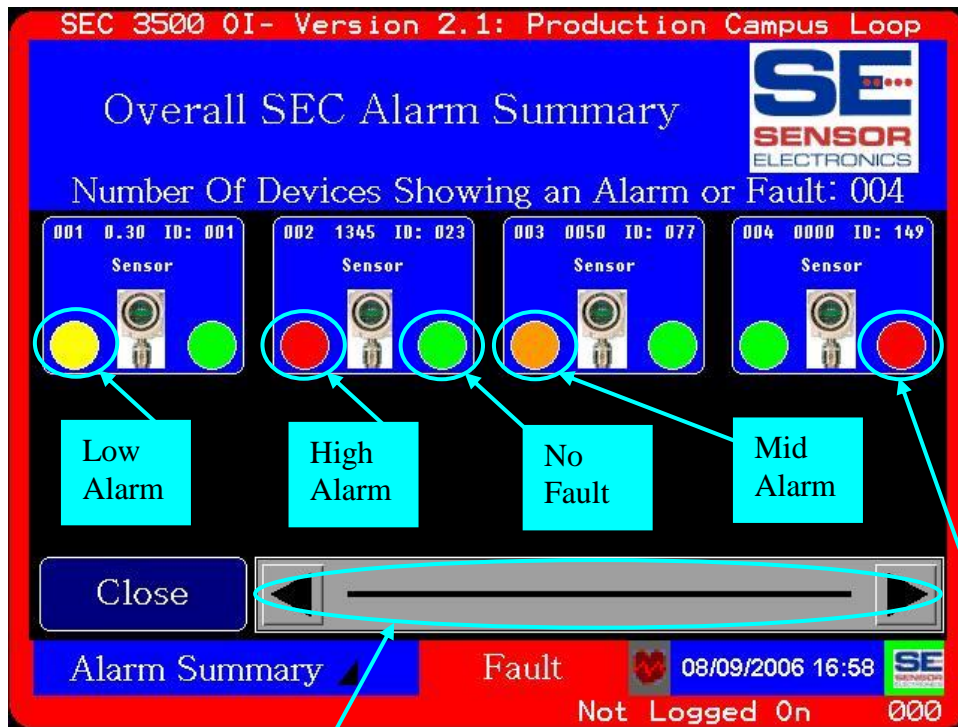 SEC 3500 OI- Version 2.1: Production Campus Loop
Overall SEC Alarm Summary
SE
SENSOR
ELECTRONICS
Number Of Devices Showing an Alarm or Fault: 004
001 0.30 ID: 001
Sensor
002 1345 ID: 023
Sensor
003 0050 ID: 077
Sensor
004 0000 ID: 149
Sensor
Low
Alarm
High
Alarm
No
Fault
Mid
Alarm
Close
Alarm Summary
Fault
08/09/2006 16:58
SE
SENSOR
Not Logged On
000